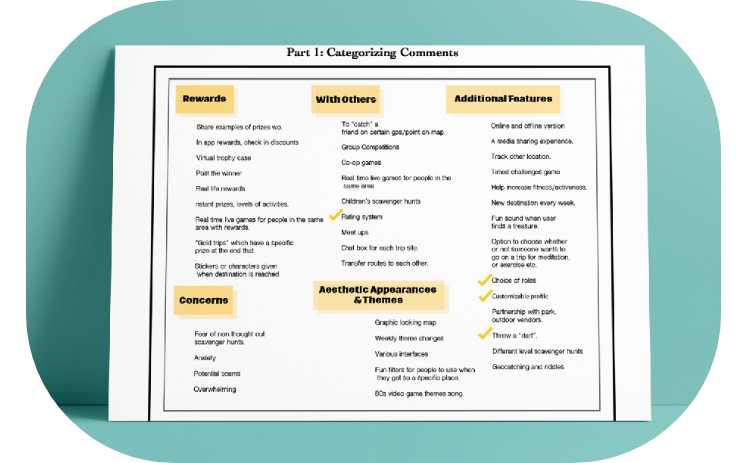 Part 1: Categorizing Comments
Rewards
Share examples of prizes wo.
In app rewards, check in discounts
Virtual trophy case
Past the winner
Real life rewards
nstant prizes, levels of activities.
Real time live games for people in the same
area with rewards.
"Gold trips" which have a specific
prize at the end that.
Stickers or characters given
when destination is reached.
Concerns
Fear of non thought out
scavenger hunts.
Anxiety
Potential scams
Overwhelming
With Others
To "catch" a
friend on certain gps/point on map.
Group Competitions
Co-op games
Real time live games for people in the
same area
Children's scavenger hunts
Rating system
Meet ups
Chat box for each trip site.
Transfer routes to each other.
Aesthetic Appearances
& Themes
Graphic looking map
Weekly theme changes
Various interfaces
Fun filters for people to use when
they get so a specific place.
80s video game themes song.
Additional Features
Online and offline version
A media sharing experience.
Track other location.
Timed challenges game
Help increase fitness/activeness.
New destination every week.
Fun sound when user
finds a treasure.
Option to choose whether
or not someone wants to
go on a trip for meditation,
or exercise etc.
Choice of roles
Customizable profile
Partnership with park,
outdoor vendors.
Throw a "dart".
Different level scavenger hunts
Geocatching and riddles